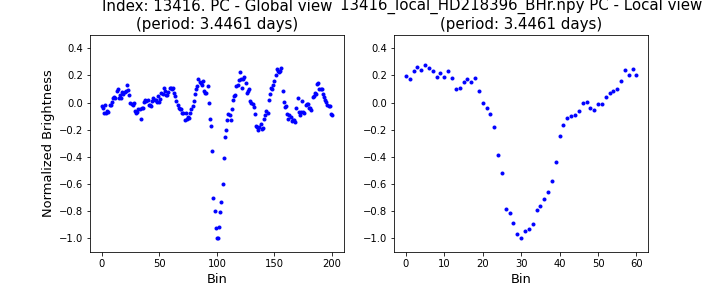 Index: 13416. PC - Global view
(period: 3.4461 days)
13416_local_HD218396_BHr.npy PC - Local view
(period: 3.4461 days)
Normalized Brightness
0.4
0.2
0.0
−0.2
−0.4
−0.6
−0.8
−1.0
0 50 100 150 200
Bin
0.4
0.2
0.0
−0.2
−0.4
−0.6
−0.8
−1.0
0 10 20 30 40 50 60
Bin